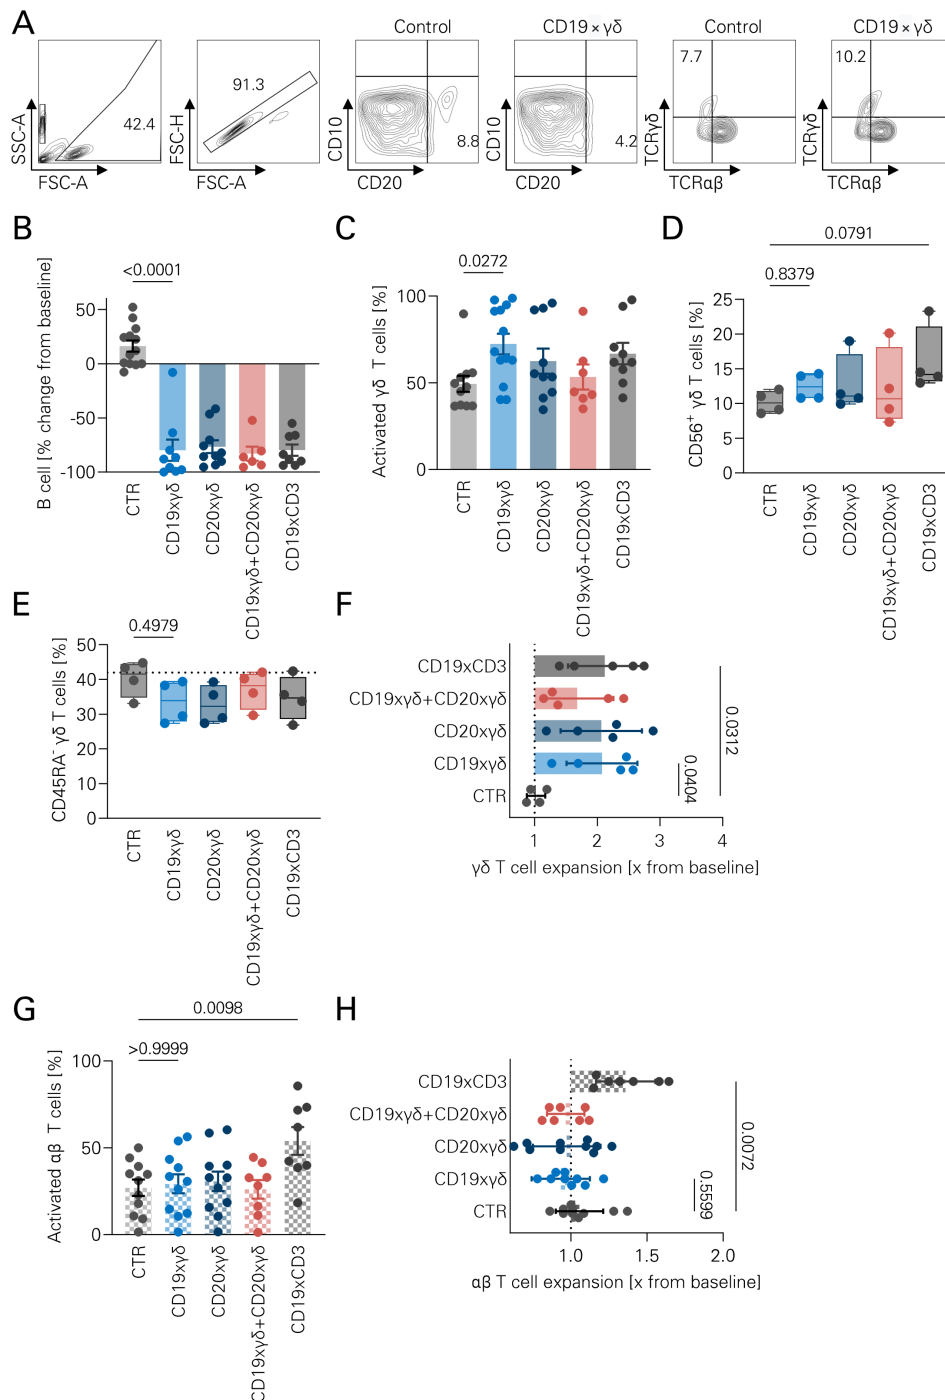 A
SSC-A
42.4
FSC-A
FSC-H
91.3
FSC-A
Control
CD10
8.8
CD20
CD19 × γδ
CD10
4.2
CD20
Control
7.7
TCRγδ
TCRαβ
CD19 × γδ
10.2
TCRγδ
TCRαβ
B
B cell [% change from baseline]
<0.0001
50
0
-50
-100
CTR
CD19xγδ
CD20xγδ
CD19xγδ+CD20xγδ
CD19xCD3
C
Activated γδ T cells [%]
0.0272
100
50
0
CTR
CD19xγδ
CD20xγδ
CD19xγδ+CD20xγδ
CD19xCD3
D
CD56⁺ γδ T cells [%]
0.0791
0.8379
25
20
15
10
5
0
CTR
CD19xγδ
CD20xγδ
CD19xγδ+CD20xγδ
CD19xCD3
E
CD45RA⁻ γδ T cells [%]
0.4979
50
40
30
20
10
0
CTR
CD19xγδ
CD20xγδ
CD19xγδ+CD20xγδ
CD19xCD3
F
CD19xCD3
CD19xγδ+CD20xγδ
CD20xγδ
CD19xγδ
CTR
0.0404
0.0312
1
2
3
4
γδ T cell expansion [x from baseline]
G
Activated αβ T cells [%]
0.0098
>0.9999
100
50
0
CTR
CD19xγδ
CD20xγδ
CD19xγδ+CD20xγδ
CD19xCD3
H
CD19xCD3
CD19xγδ+CD20xγδ
CD20xγδ
CD19xγδ
CTR
0.5599
0.0072
1.0
1.5
2.0
αβ T cell expansion [x from baseline]